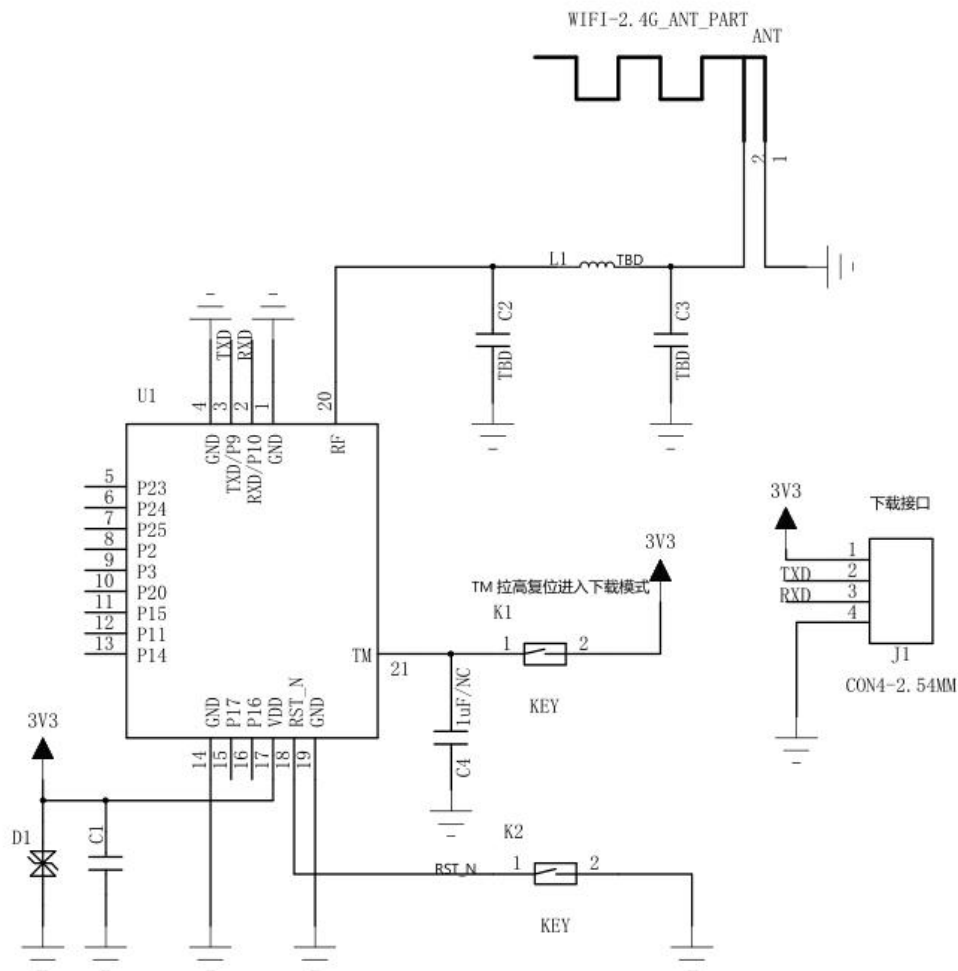 WIFI-2.4G_ANT_PART
ANT
2
1
L1
TBD
C2
TBD
C3
TBD
TXD
RXD
U1
4
3
2
1
20
GND
TXD/P9
RXD/P10
GND
RF
5
P23
6
P24
7
P25
8
P2
9
P3
10
P20
11
P15
12
P11
13
P14
3V3
下载接口
1
TXD
2
RXD
3
4
J1
CON4-2.54MM
3V3
TM 拉高复位进入下载模式
K1
1
2
TM
21
KEY
1uF/NC
C4
GND
P17
P16
VDD
RST_N
GND
14
15
16
17
18
19
3V3
D1
C1
K2
RST_N
1
2
KEY